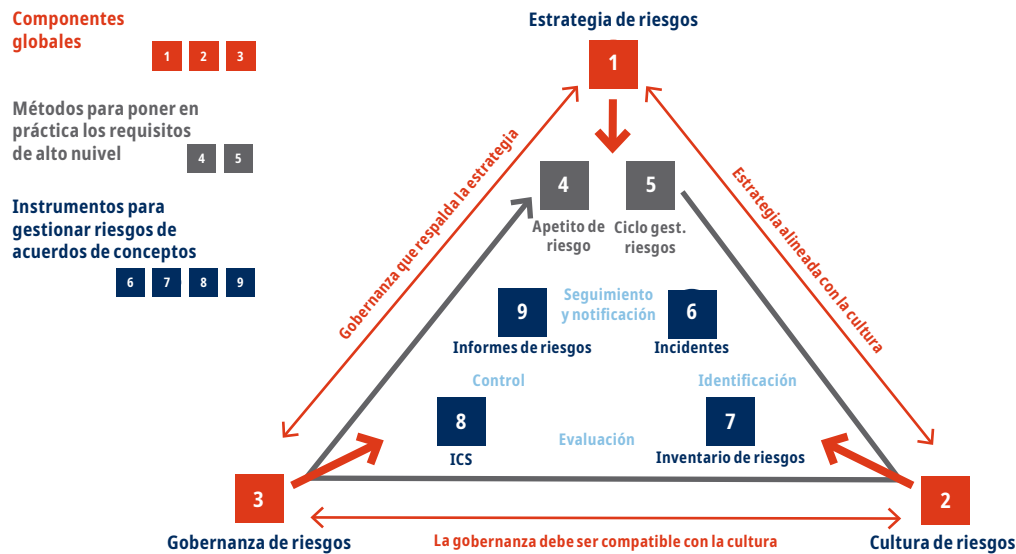 Componentes
globales
1 2 3
Métodos para poner en
práctica los requisitos
de alto nuivel
4 5
Instrumentos para
gestionar riesgos de
acuerdos de conceptos
6 7 8 9
Estrategia de riesgos
1
Gobernanza que respalda la estrategia
Estrategia alineada con la cultura
4
Apetito de
riesgo
5
Ciclo gest.
riesgos
9
Informes de riesgos
Seguimiento
y notificación
6
Incidentes
Control
Identificación
8
ICS
Evaluación
7
Inventario de riesgos
3
Gobernanza de riesgos
La gobernanza debe ser compatible con la cultura
2
Cultura de riesgos